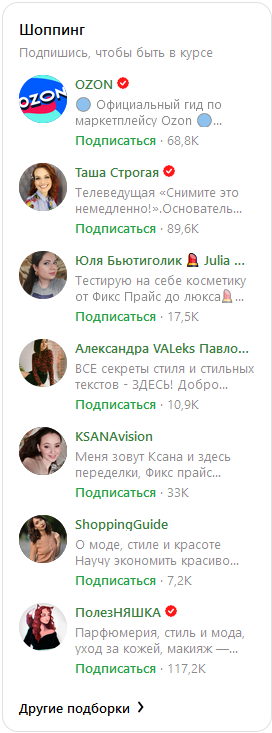 Шоппинг
Подпишись, чтобы быть в курсе
OZON
OZON
🔵 Официальный гид по
маркетплейсу Ozon 🔵...
Подписаться · 68,8K
Таша Строгая
Телеведущая «Снимите это
немедленно!».Основатель...
Подписаться · 89,6K
Юля Бьютиголик 💄 Julia ...
Тестирую на себе косметику
от Фикс Прайс до люкса💄...
Подписаться · 17,5K
Александра VALeks Павло...
ВСЕ секреты стиля и стильных
текстов - ЗДЕСЬ! Добро...
Подписаться · 10,9K
KSANAvision
Меня зовут Ксана и здесь
переделки, Фикс прайс...
Подписаться · 33K
ShoppingGuide
О моде, стиле и красоте
Научу экономить красиво...
Подписаться · 7,2K
ПолезНЯШКА
Парфюмерия, стиль и мода,
уход за кожей, макияж —...
Подписаться · 117,2K
Другие подборки >